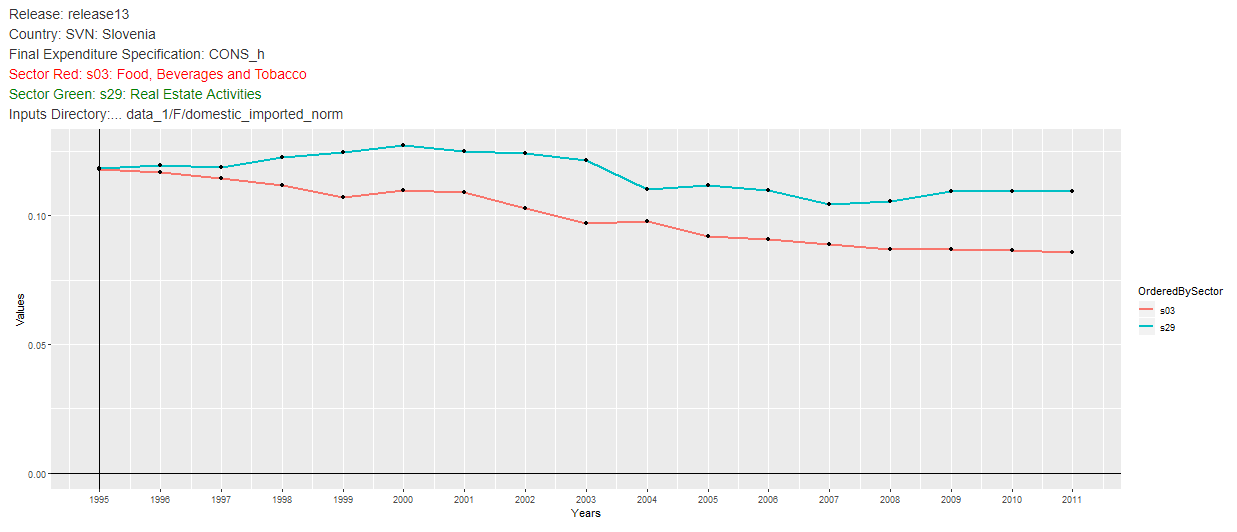 Release: release13
Country: SVN: Slovenia
Final Expenditure Specification: CONS_h
Sector Red: s03: Food, Beverages and Tobacco
Sector Green: s29: Real Estate Activities
Inputs Directory:... data_1/F/domestic_imported_norm
0.10
0.05
0.00
Values
1995 1996 1997 1998 1999 2000 2001 2002 2003 2004 2005 2006 2007 2008 2009 2010 2011
Years
OrderedBySector
s03
s29